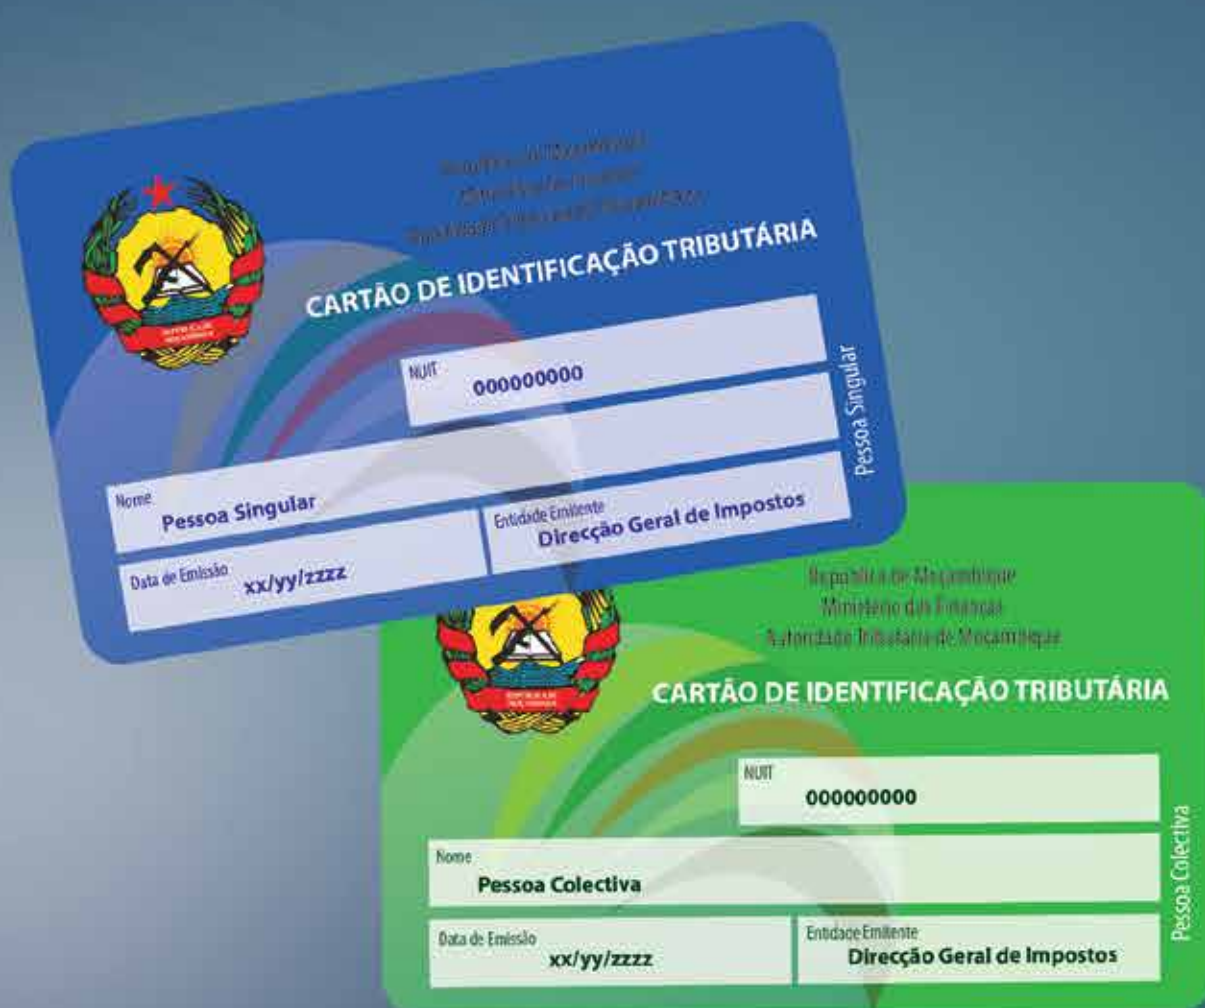 CARTÃO DE IDENTIFICAÇÃO TRIBUTÁRIA
NUIT
000000000
Nome
Pessoa Singular
Data de Emissão
xx/yy/zzzz
Entidade Emitente
Direcção Geral de Impostos
Pessoa Singular
República de Moçambique
Ministério das Finanças
Autoridade Tributária de Moçambique
CARTÃO DE IDENTIFICAÇÃO TRIBUTÁRIA
NUIT
000000000
Nome
Pessoa Colectiva
Data de Emissão
xx/yy/zzzz
Entidade Emitente
Direcção Geral de Impostos
Pessoa Colectiva